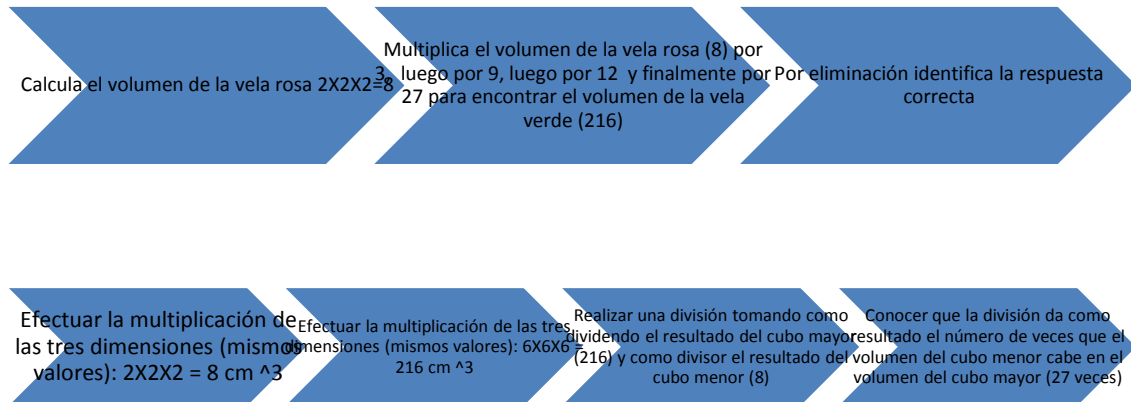 Calcula el volumen de la vela rosa 2X2X2=8
Multiplica el volumen de la vela rosa (8) por
3, luego por 9, luego por 12 y finalmente por
27 para encontrar el volumen de la vela
verde (216)
Por eliminación identifica la respuesta
correcta
Efectuar la multiplicación de
las tres dimensiones (mismos
valores): 2X2X2 = 8 cm ^3
Efectuar la multiplicación de las tres
dimensiones (mismos valores): 6X6X6 =
216 cm ^3
Realizar una división tomando como
dividendo el resultado del cubo mayor
(216) y como divisor el resultado del
cubo menor (8)
Conocer que la división da como
resultado el número de veces que el
volumen del cubo menor cabe en el
volumen del cubo mayor (27 veces)